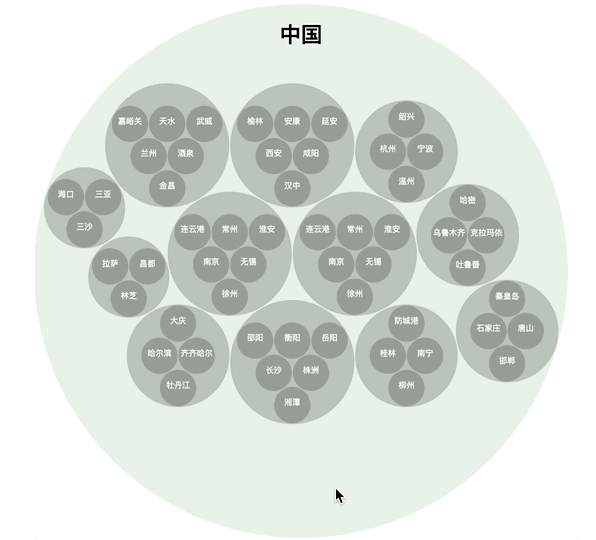 中国
嘉峪关 天水 武威
兰州 酒泉
金昌
榆林 安康 延安
西安 咸阳
汉中
绍兴
杭州 宁波
温州
海口 三亚
三沙
连云港 常州 淮安
南京 无锡
徐州
连云港 常州 淮安
南京 无锡
徐州
哈密
乌鲁木齐 克拉玛依
吐鲁番
拉萨 昌都
林芝
大庆
哈尔滨 齐齐哈尔
牡丹江
邵阳 衡阳 岳阳
长沙 株洲
湘潭
防城港
桂林 南宁
柳州
秦皇岛
石家庄 唐山
邯郸